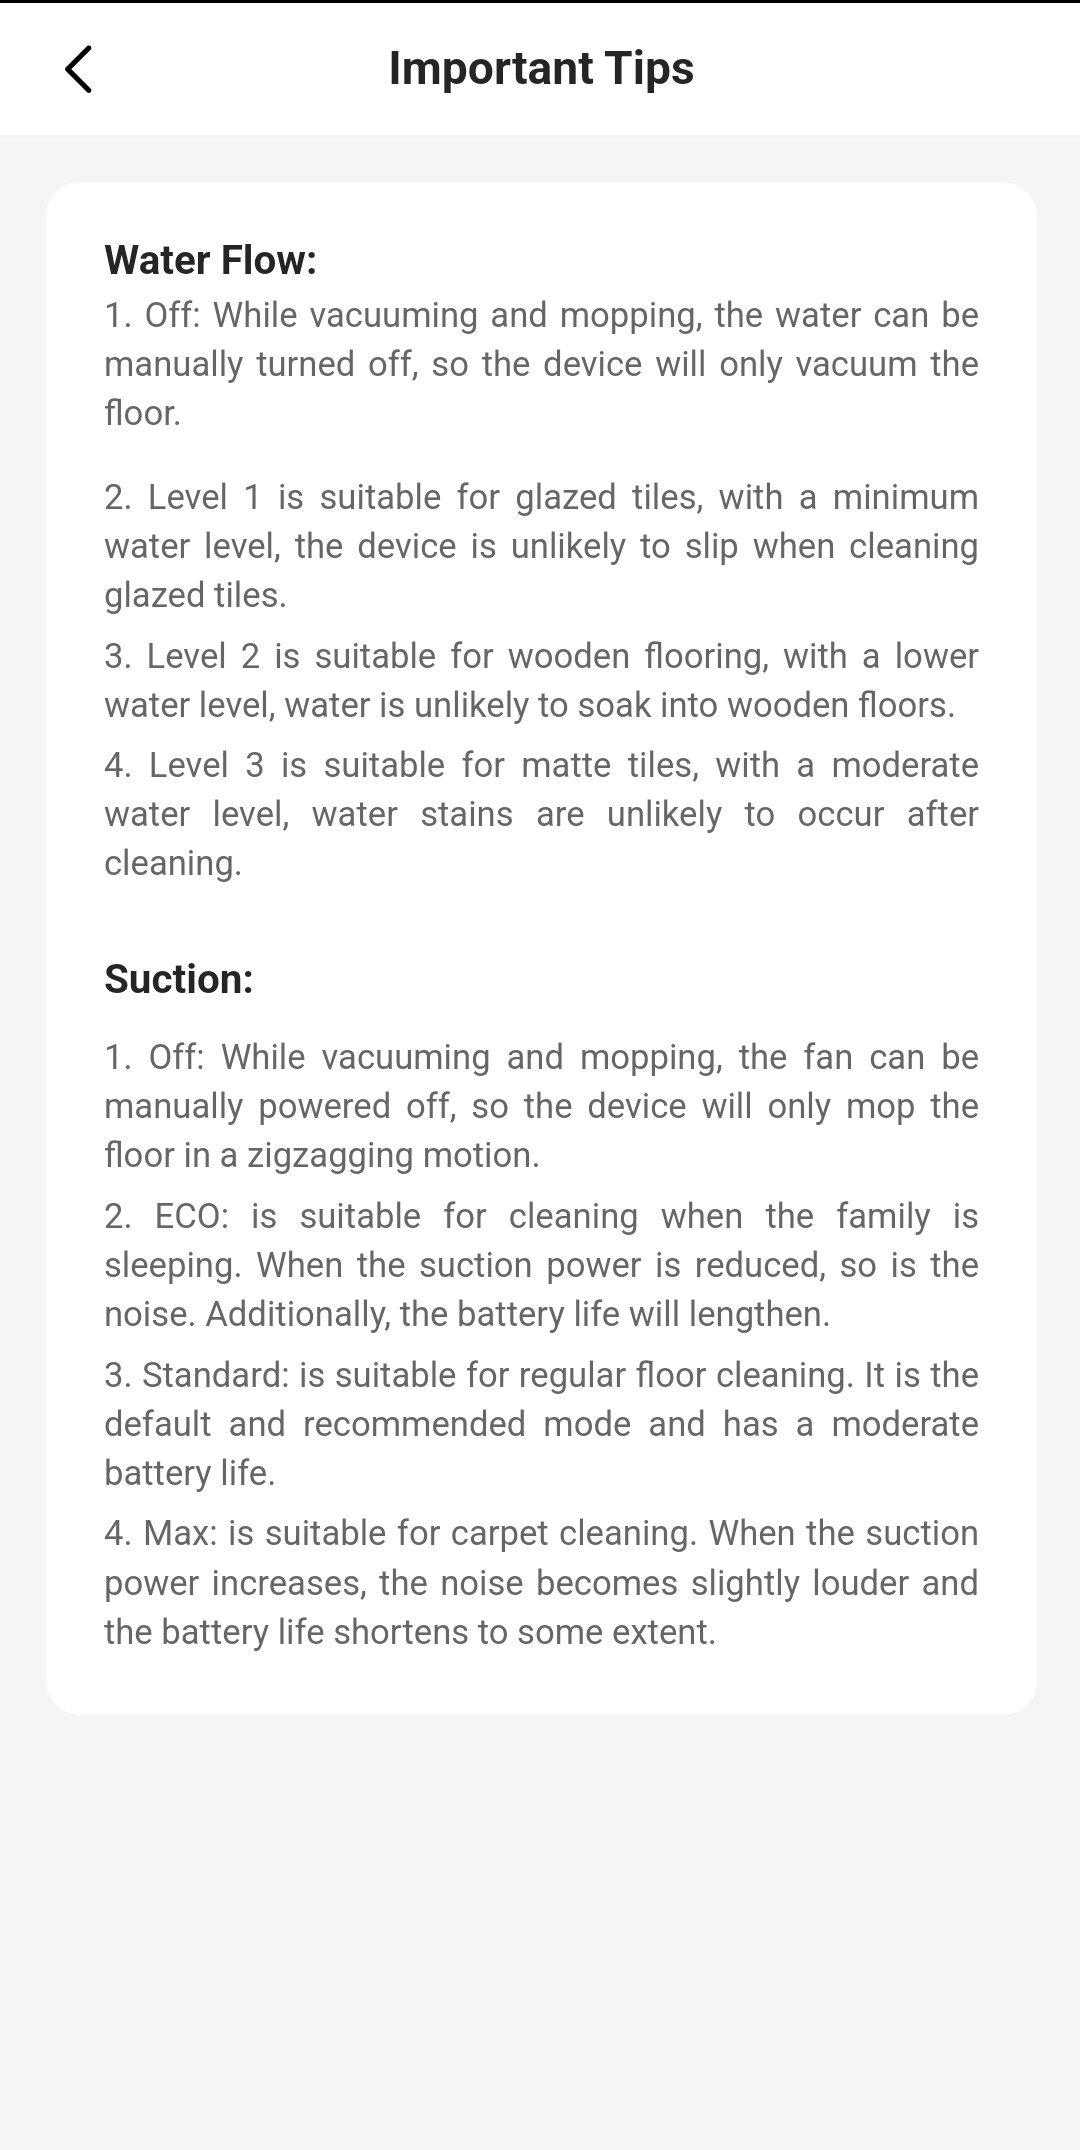 Important Tips
Water Flow:
1. Off: While vacuuming and mopping, the water can be
manually turned off, so the device will only vacuum the
floor.
2. Level 1 is suitable for glazed tiles, with a minimum
water level, the device is unlikely to slip when cleaning
glazed tiles.
3. Level 2 is suitable for wooden flooring, with a lower
water level, water is unlikely to soak into wooden floors.
4. Level 3 is suitable for matte tiles, with a moderate
water level, water stains are unlikely to occur after
cleaning.
Suction:
1. Off: While vacuuming and mopping, the fan can be
manually powered off, so the device will only mop the
floor in a zigzagging motion.
2. ECO: is suitable for cleaning when the family is
sleeping. When the suction power is reduced, so is the
noise. Additionally, the battery life will lengthen.
3. Standard: is suitable for regular floor cleaning. It is the
default and recommended mode and has a moderate
battery life.
4. Max: is suitable for carpet cleaning. When the suction
power increases, the noise becomes slightly louder and
the battery life shortens to some extent.